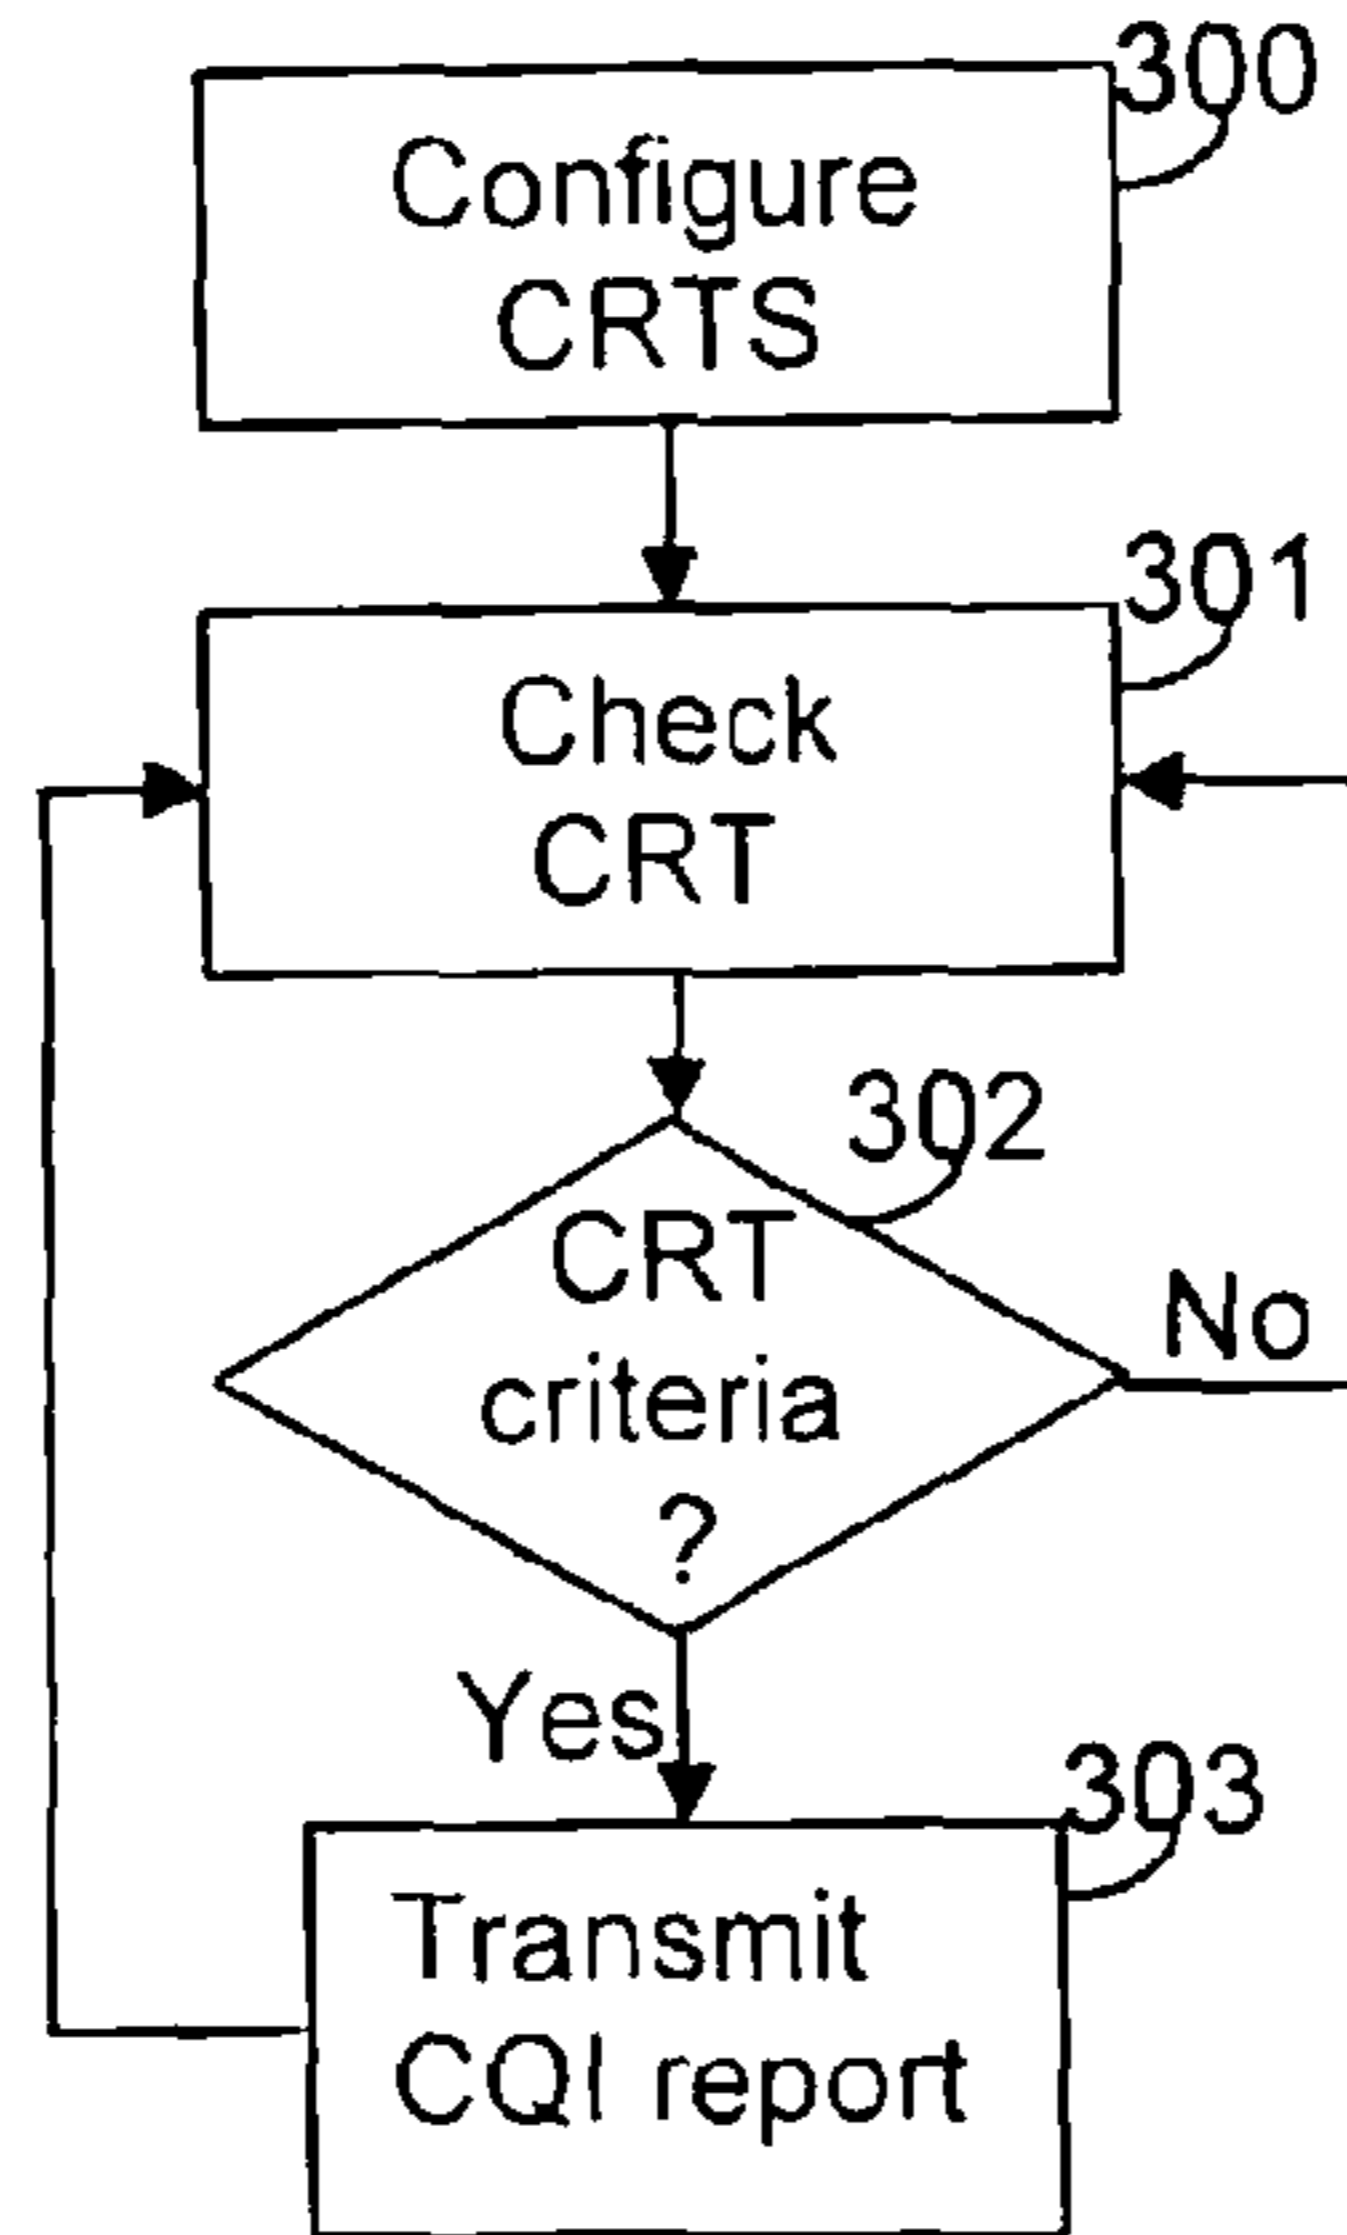 300
Configure
CRTS
301
Check
CRT
302
CRT
criteria
?
No
Yes
303
Transmit
CQI report